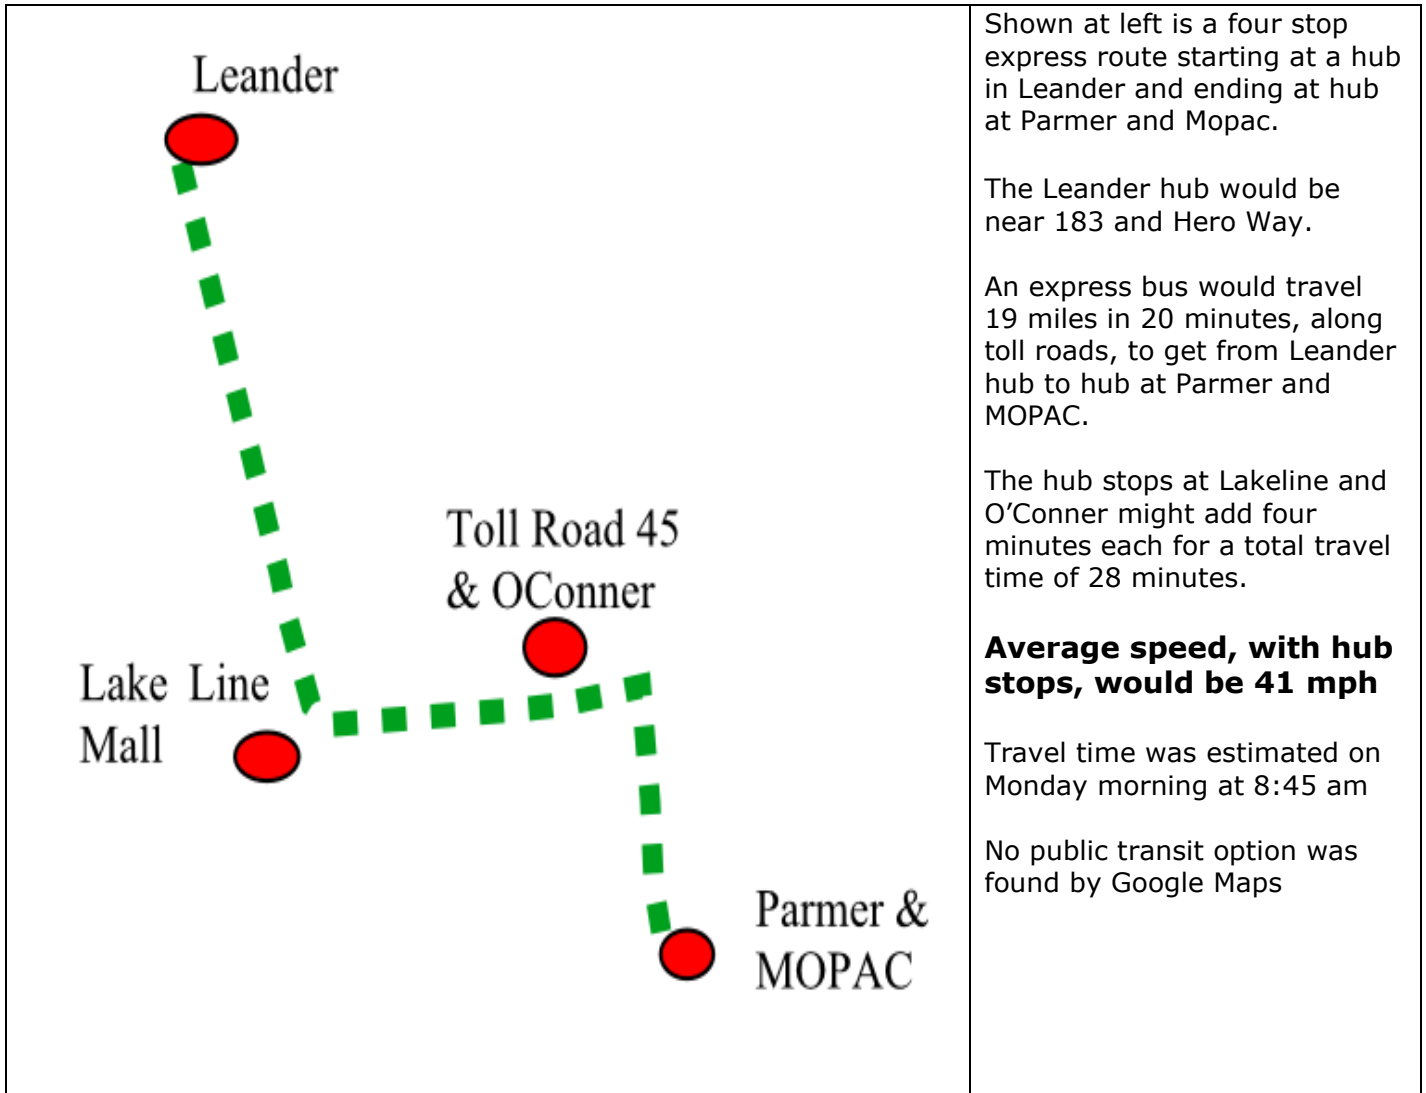 Leander
Toll Road 45
& OConner
Lake Line
Mall
Parmer &
MOPAC
Shown at left is a four stop
express route starting at a hub
in Leander and ending at hub
at Parmer and Mopac.
The Leander hub would be
near 183 and Hero Way.
An express bus would travel
19 miles in 20 minutes, along
toll roads, to get from Leander
hub to hub at Parmer and
MOPAC.
The hub stops at Lakeline and
O’Conner might add four
minutes each for a total travel
time of 28 minutes.
Average speed, with hub
stops, would be 41 mph
Travel time was estimated on
Monday morning at 8:45 am
No public transit option was
found by Google Maps